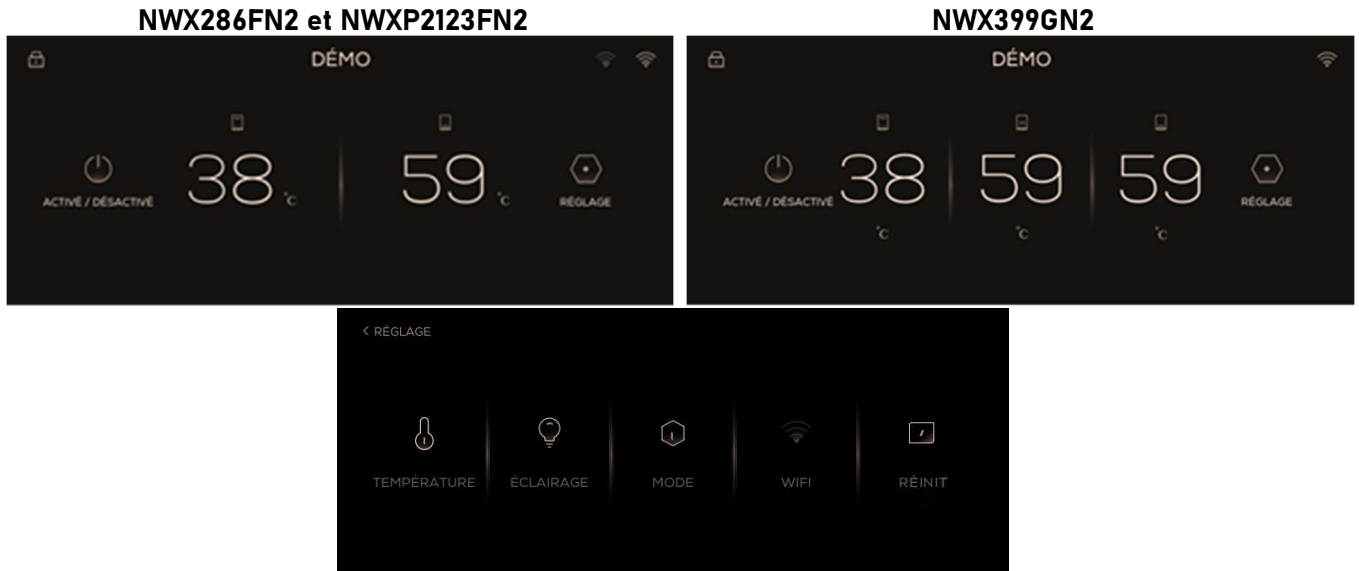 NWX286FN2 et NWXP2123FN2
DÉMO
38 °C
59 °C
ACTIVÉ / DÉSACTIVÉ
RÉGLAGE
NWX399GN2
DÉMO
38 59 59
ACTIVÉ / DÉSACTIVÉ
RÉGLAGE
°C °C °C
< RÉGLAGE
TEMPÉRATURE ÉCLAIRAGE MODE WIFI RÉINIT